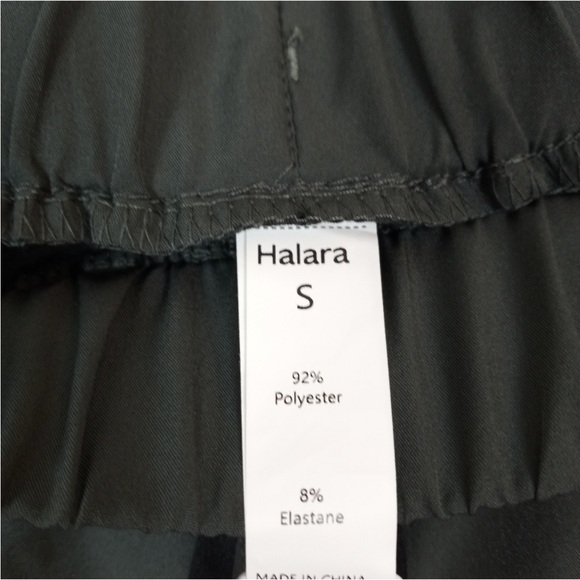 Halara
S
92%
Polyester
8%
Elastane
MADE IN CHINA